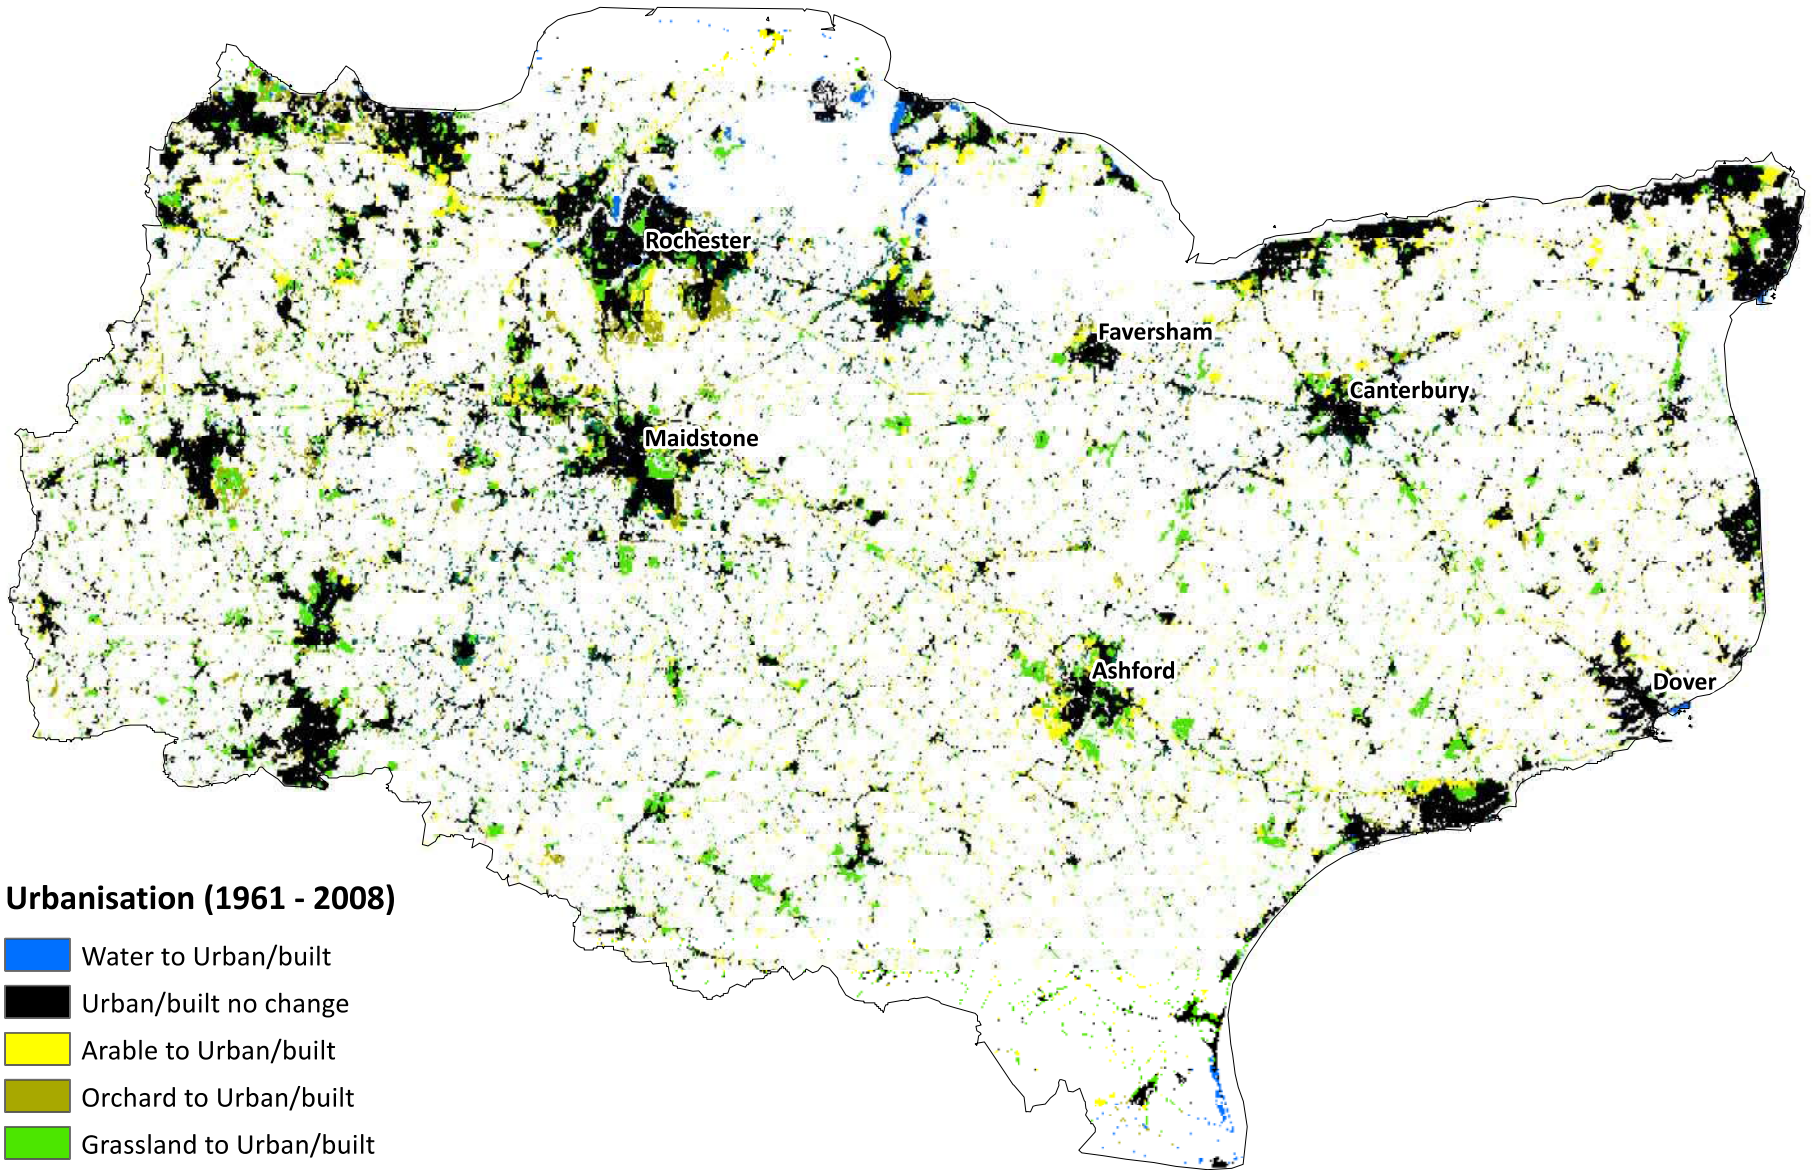 Rochester
Faversham
Canterbury
Maidstone
Ashford
Dover
Urbanisation (1961 - 2008)
Water to Urban/built
Urban/built no change
Arable to Urban/built
Orchard to Urban/built
Grassland to Urban/built